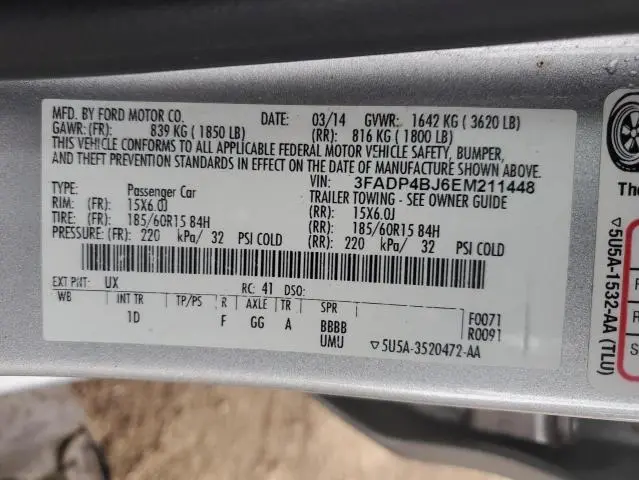 MFD. BY FORD MOTOR CO. DATE: 03/14 GVWR: 1642 KG ( 3620 LB)
GAWR:(FR): 839 KG ( 1850 LB) (RR): 816 KG ( 1800 LB)
THIS VEHICLE CONFORMS TO ALL APPLICABLE FEDERAL MOTOR VEHICLE SAFETY, BUMPER,
AND THEFT PREVENTION STANDARDS IN EFFECT ON THE DATE OF MANUFACTURE SHOWN ABOVE.
VIN: 3FADP4BJ6EM211448
TYPE: Passenger Car TRAILER TOWING - SEE OWNER GUIDE
RIM: (FR) 15X6.0J (RR): 15X6.0J
TIRE: (FR) 185/60R15 84H (RR): 185/60R15 84H
PRESSURE: (FR): 220 kPa/ 32 PSI COLD (RR): 220 kPa/ 32 PSI COLD
EXT PNT: UX RC: 41 DSO:
WB INT TR TP/PS R AXLE TR SPR
1D F GG A BBBB F0071
UMU R0091
▽5U5A-3520472-AA
▽5U5A-1532-AA (TLU)